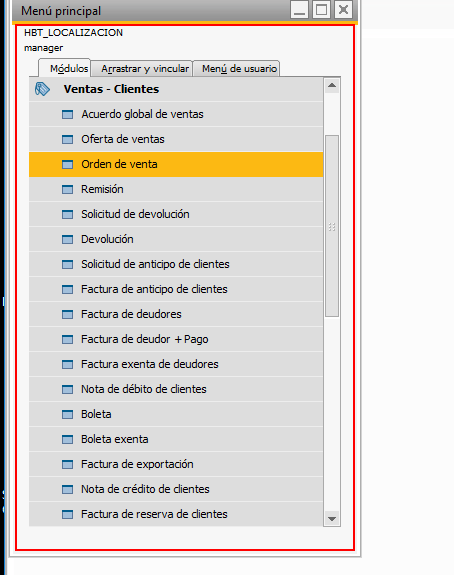 Menú principal
HBT_LOCALIZACION
manager
Módulos
Arrastrar y vincular
Menú de usuario
Ventas - Clientes
Acuerdo global de ventas
Oferta de ventas
Orden de venta
Remisión
Solicitud de devolución
Devolución
Solicitud de anticipo de clientes
Factura de anticipo de clientes
Factura de deudores
Factura de deudor + Pago
Factura exenta de deudores
Nota de débito de clientes
Boleta
Boleta exenta
Factura de exportación
Nota de crédito de clientes
Factura de reserva de clientes